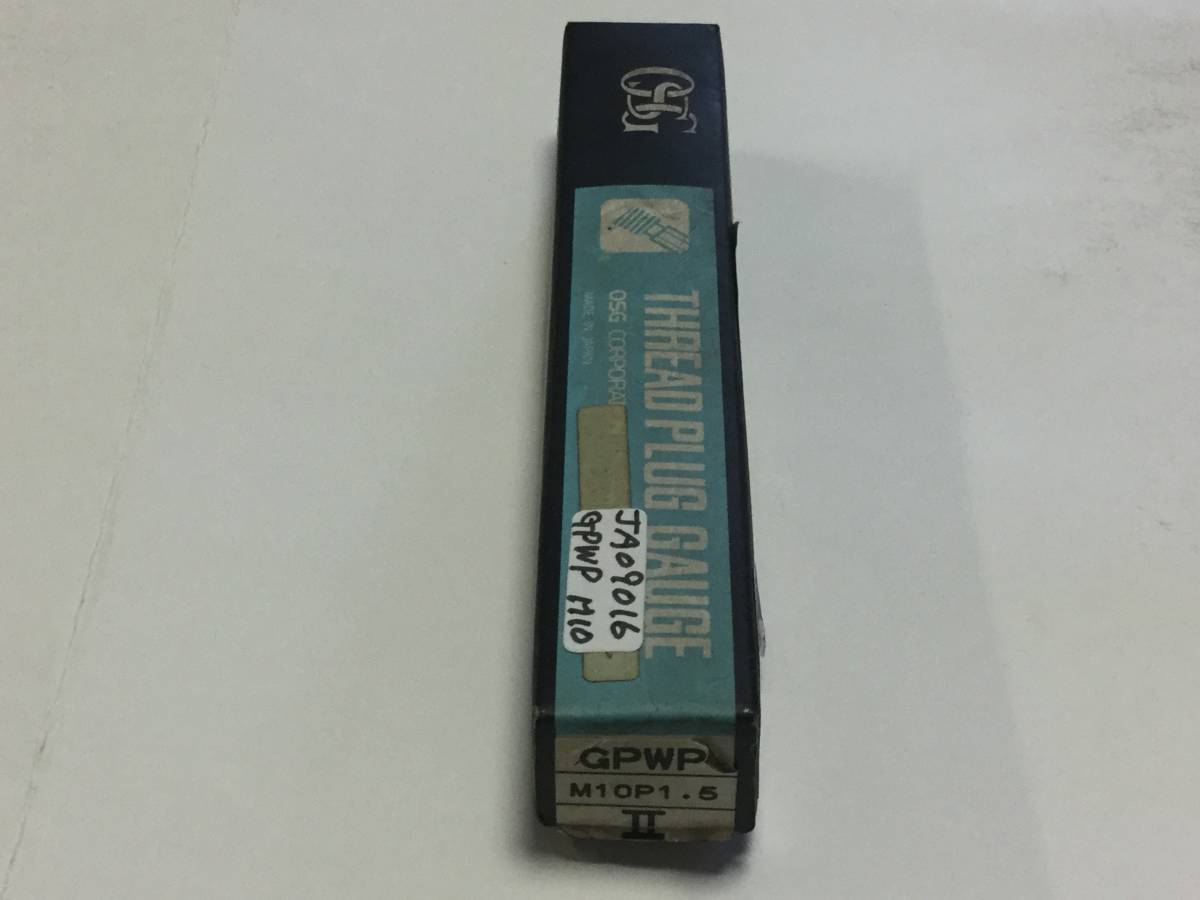 OSG
THREAD PLUG GAUGE
OSG CORPORAT
MADE IN JAPAN
JA09016
GPWP M10
GPWP
M10P1.5
II